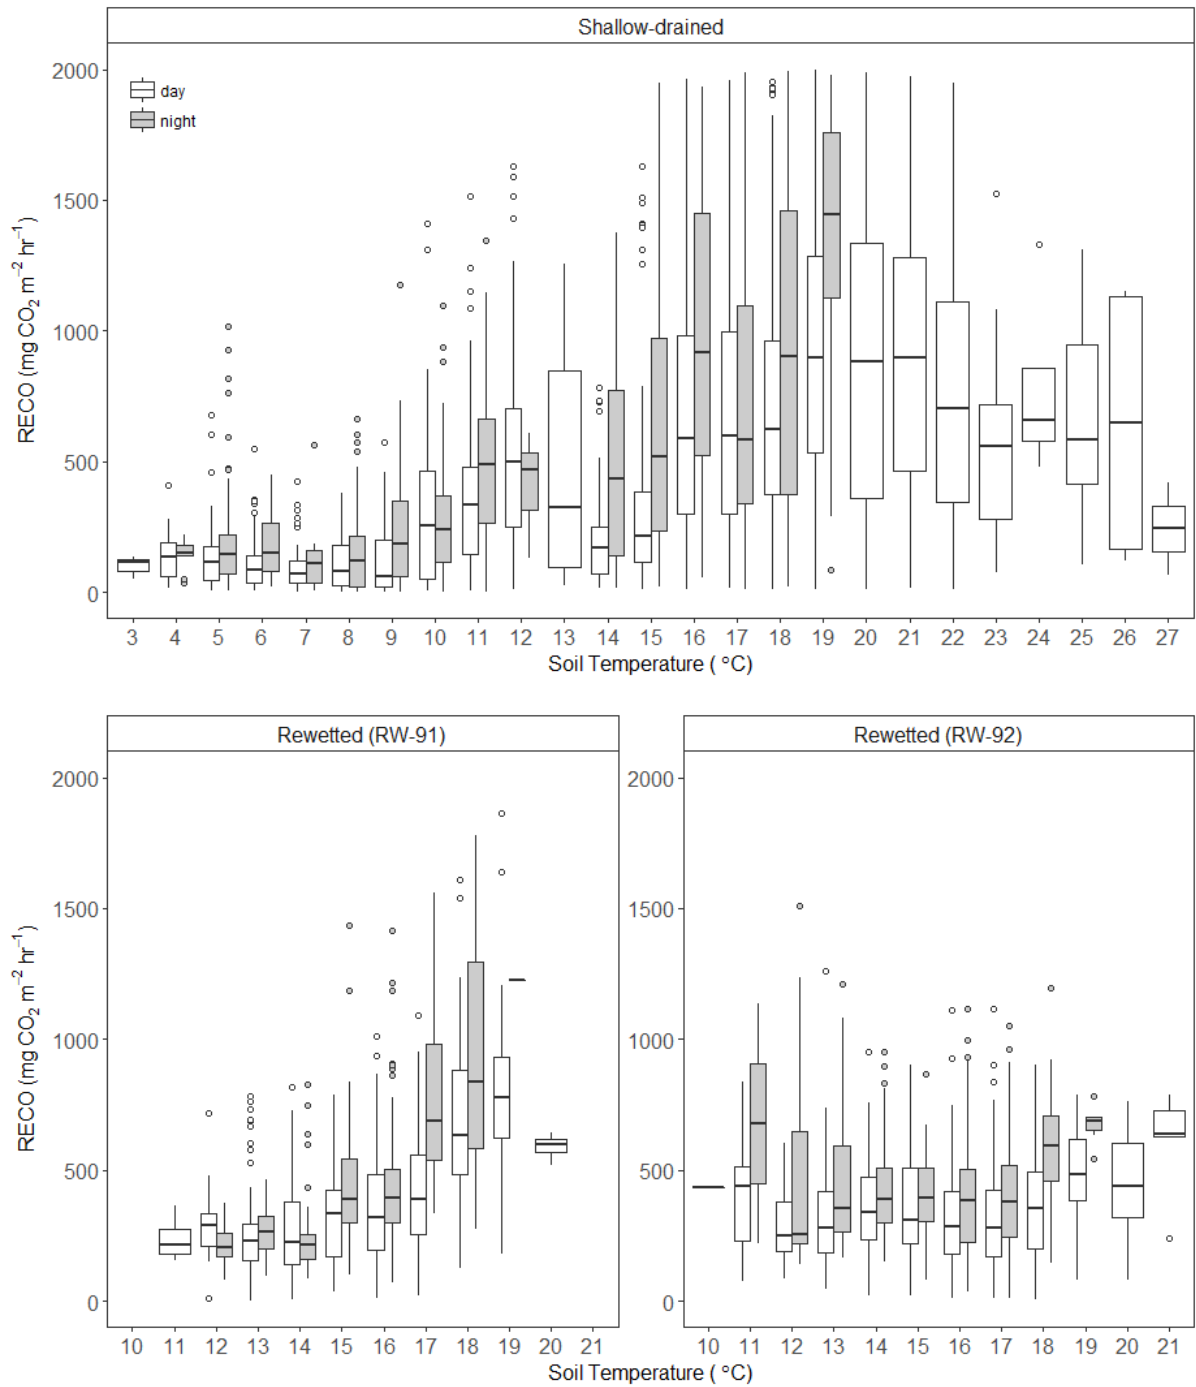 Shallow-drained
2000
1500
1000
500
0
day
night
RECO (mg CO₂ m⁻² hr⁻¹)
3 4 5 6 7 8 9 10 11 12 13 14 15 16 17 18 19 20 21 22 23 24 25 26 27
Soil Temperature ( °C)
Rewetted (RW-91) Rewetted (RW-92)
2000 2000
1500 1500
1000 1000
500 500
0 0
RECO (mg CO₂ m⁻² hr⁻¹)
10 11 12 13 14 15 16 17 18 19 20 21 10 11 12 13 14 15 16 17 18 19 20 21
Soil Temperature ( °C)